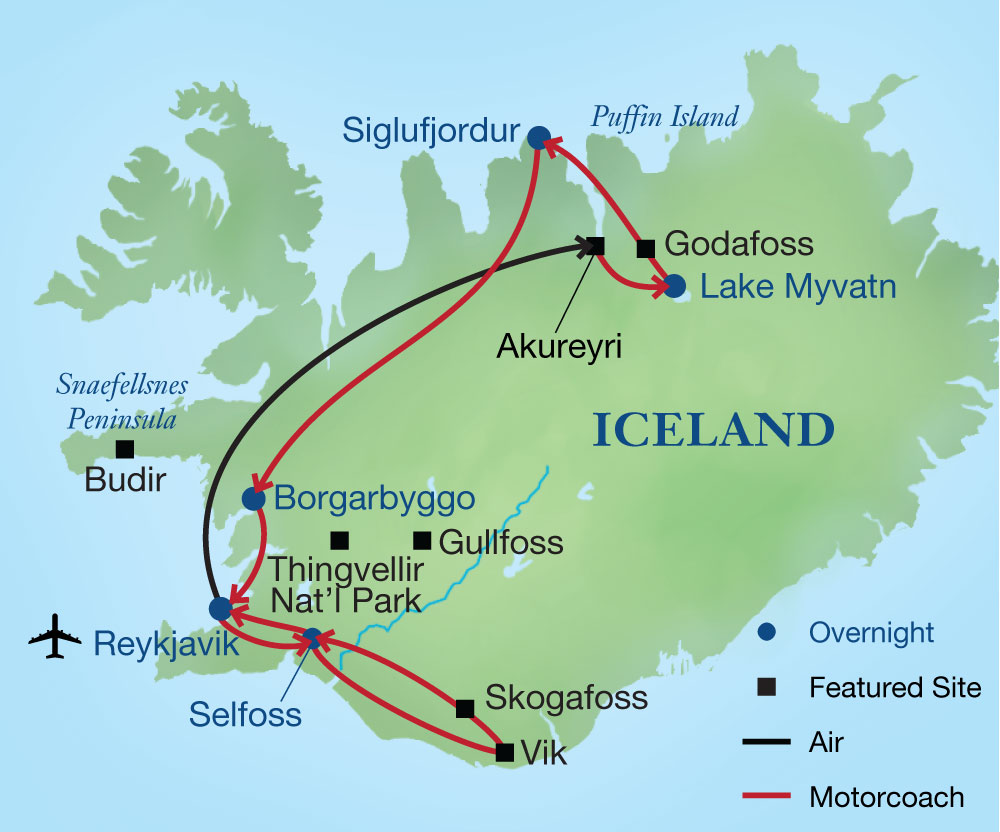 Siglufjordur
Puffin Island
Godafoss
Lake Myvatn
Akureyri
Snaefellsnes
Peninsula
Budir
ICELAND
Borgarbyggo
Gullfoss
Thingvellir
Nat'l Park
Reykjavik
Selfoss
Skogafoss
Vik
Overnight
Featured Site
Air
Motorcoach